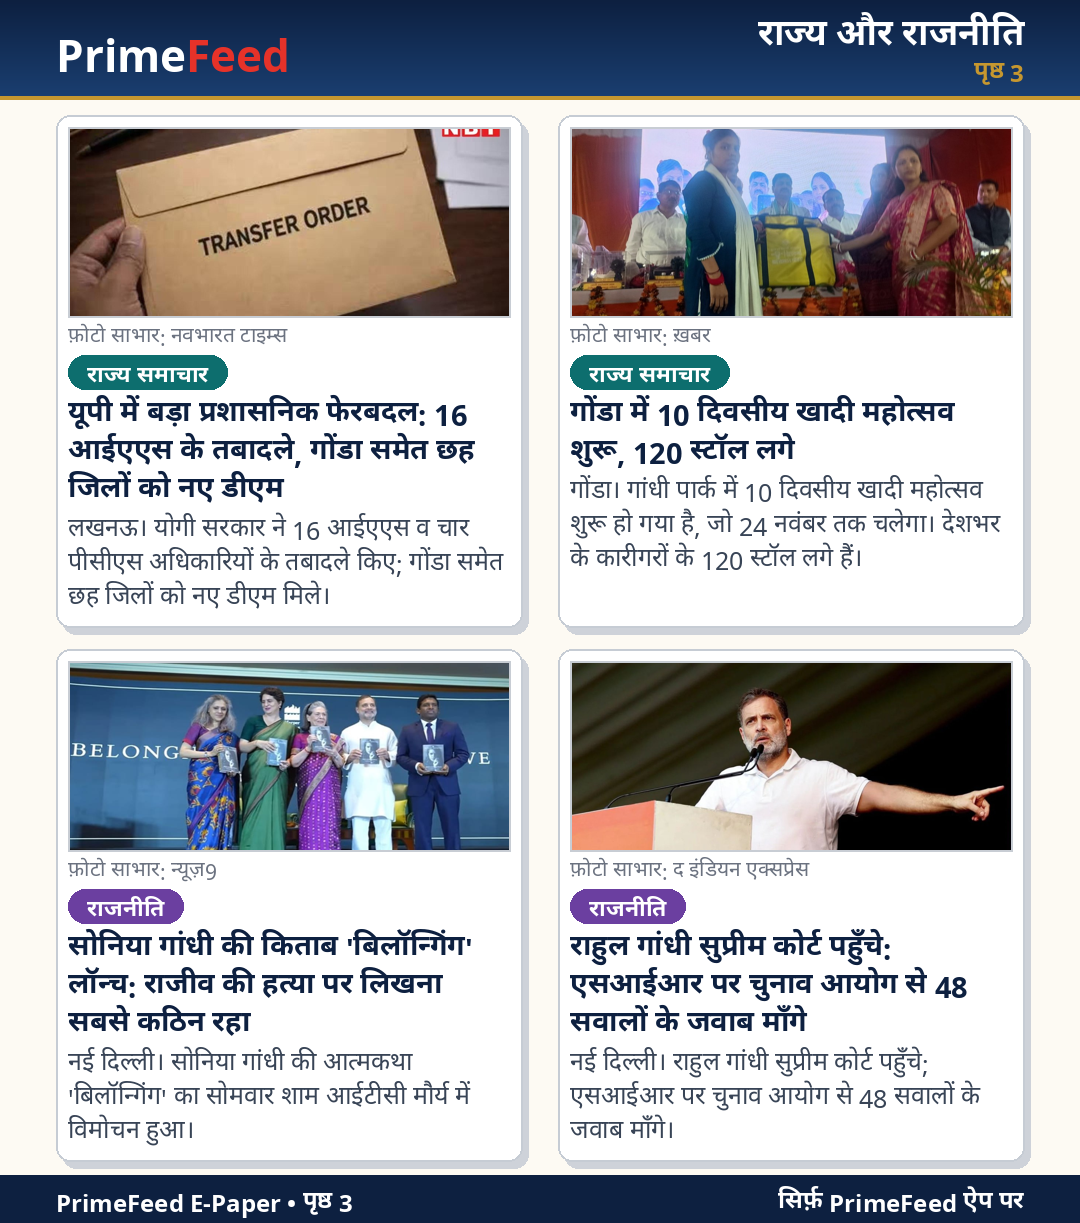 PrimeFeed
राज्य और राजनीति
पृष्ठ 3
NBT
TRANSFER ORDER
फ़ोटो साभार: नवभारत टाइम्स
राज्य समाचार
यूपी में बड़ा प्रशासनिक फेरबदल: 16
आईएएस के तबादले, गोंडा समेत छह
जिलों को नए डीएम
लखनऊ। योगी सरकार ने 16 आईएएस व चार
पीसीएस अधिकारियों के तबादले किए; गोंडा समेत
छह जिलों को नए डीएम मिले।
फ़ोटो साभार: ख़बर
राज्य समाचार
गोंडा में 10 दिवसीय खादी महोत्सव
शुरू, 120 स्टॉल लगे
गोंडा। गांधी पार्क में 10 दिवसीय खादी महोत्सव
शुरू हो गया है, जो 24 नवंबर तक चलेगा। देशभर
के कारीगरों के 120 स्टॉल लगे हैं।
BELONG
VE
फ़ोटो साभार: न्यूज़9
राजनीति
सोनिया गांधी की किताब 'बिलॉन्गिंग'
लॉन्च: राजीव की हत्या पर लिखना
सबसे कठिन रहा
नई दिल्ली। सोनिया गांधी की आत्मकथा
'बिलॉन्गिंग' का सोमवार शाम आईटीसी मौर्य में
विमोचन हुआ।
फ़ोटो साभार: द इंडियन एक्सप्रेस
राजनीति
राहुल गांधी सुप्रीम कोर्ट पहुँचे:
एसआईआर पर चुनाव आयोग से 48
सवालों के जवाब माँगे
नई दिल्ली। राहुल गांधी सुप्रीम कोर्ट पहुँचे;
एसआईआर पर चुनाव आयोग से 48 सवालों के
जवाब माँगे।
PrimeFeed E-Paper • पृष्ठ 3
सिर्फ़ PrimeFeed ऐप पर